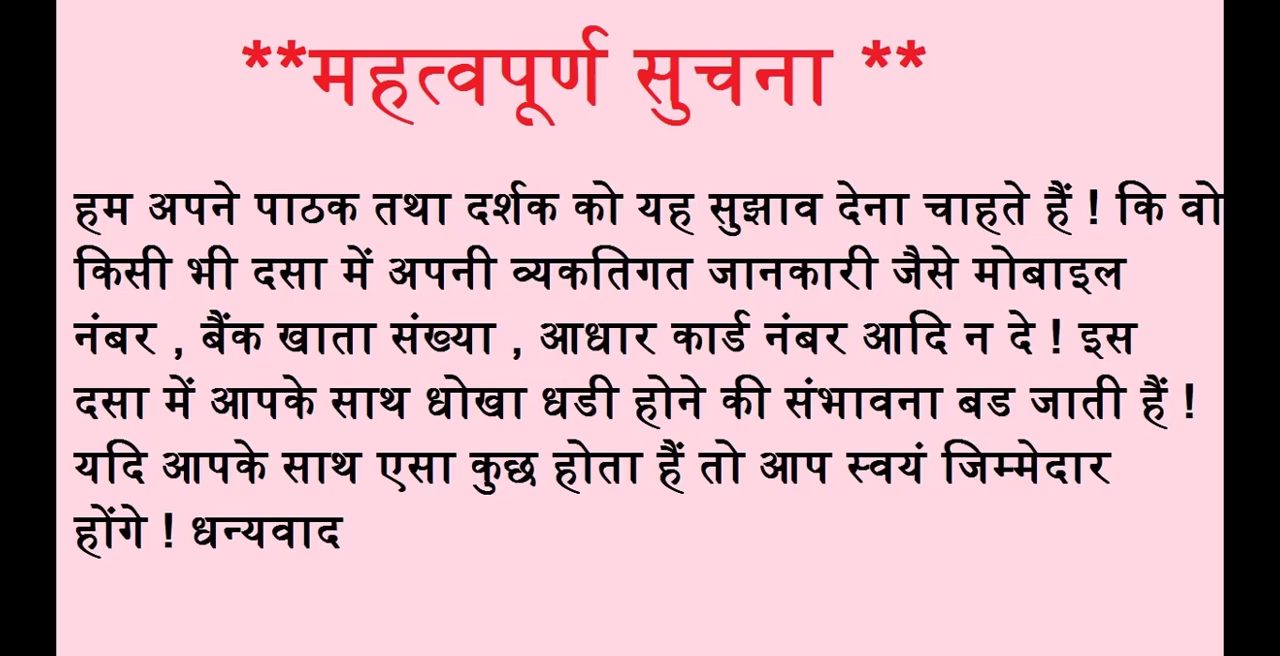 **महत्वपूर्ण सुचना **
हम अपने पाठक तथा दर्शक को यह सुझाव देना चाहते हैं ! कि वो
किसी भी दसा में अपनी व्यकतिगत जानकारी जैसे मोबाइल
नंबर , बैंक खाता संख्या , आधार कार्ड नंबर आदि न दे ! इस
दसा में आपके साथ धोखा धडी होने की संभावना बड जाती हैं !
यदि आपके साथ एसा कुछ होता हैं तो आप स्वयं जिम्मेदार
होंगे ! धन्यवाद